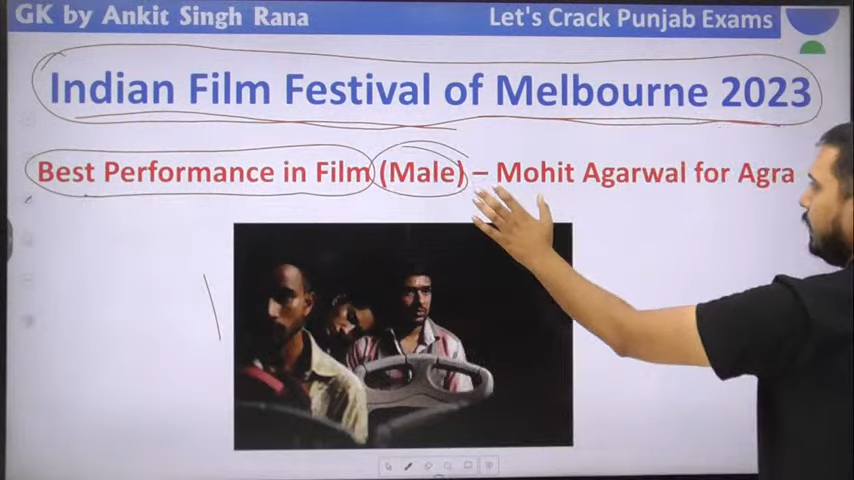 GK by Ankit Singh Rana
Let's Crack Punjab Exams
Indian Film Festival of Melbourne 2023
Best Performance in Film (Male) – Mohit Agarwal for Agra